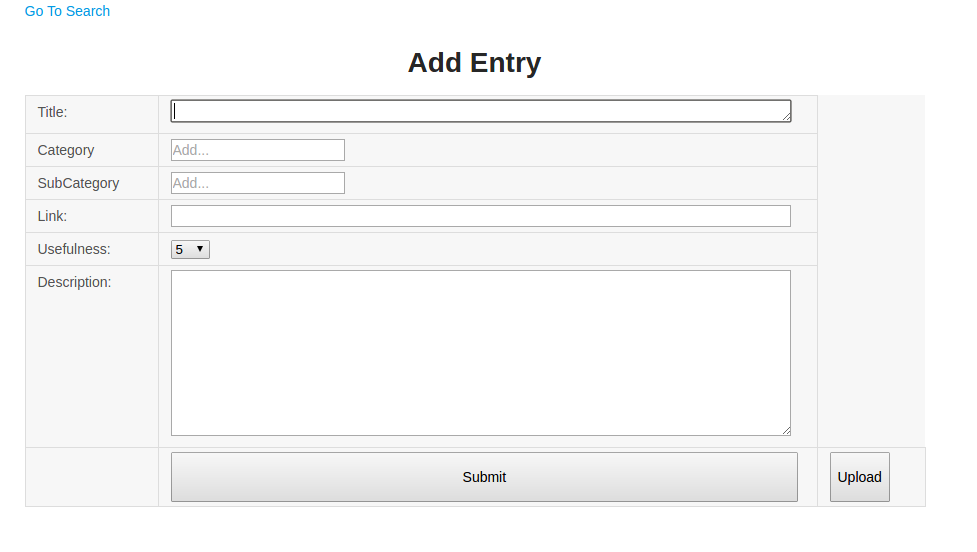 Go To Search
Add Entry
Title:
Category Add...
SubCategory Add...
Link:
Usefulness: 5
Description:
Submit Upload